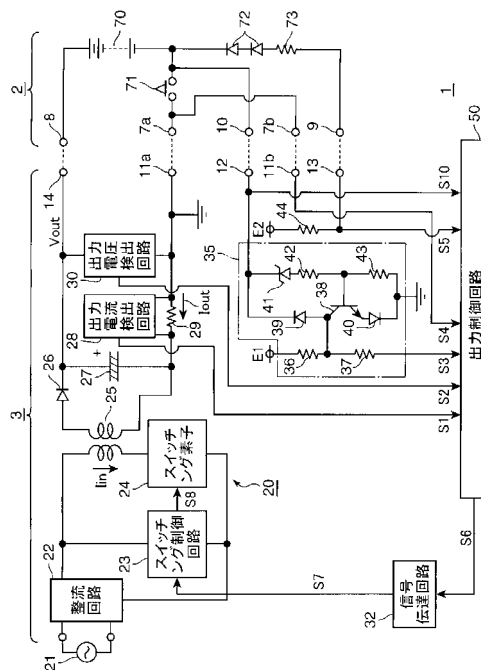 3
2
1
21
22
整流
回路
Iin
25
26
27
+
28
出力
電流
検出
回路
30
出力
電圧
検出
回路
Vout
29
Iout
14
8
70
11a
7a
71
72
73
12
10
11b
7b
13
9
23
スイッチ
ング制御
回路
S8
24
スイッチ
ング素子
20
35
E1
36
37
38
39
40
41
42
43
E2
44
S7
32
信号
伝達回路
S6
S1
S2
S3
S4
S5
S10
出力制御回路
50